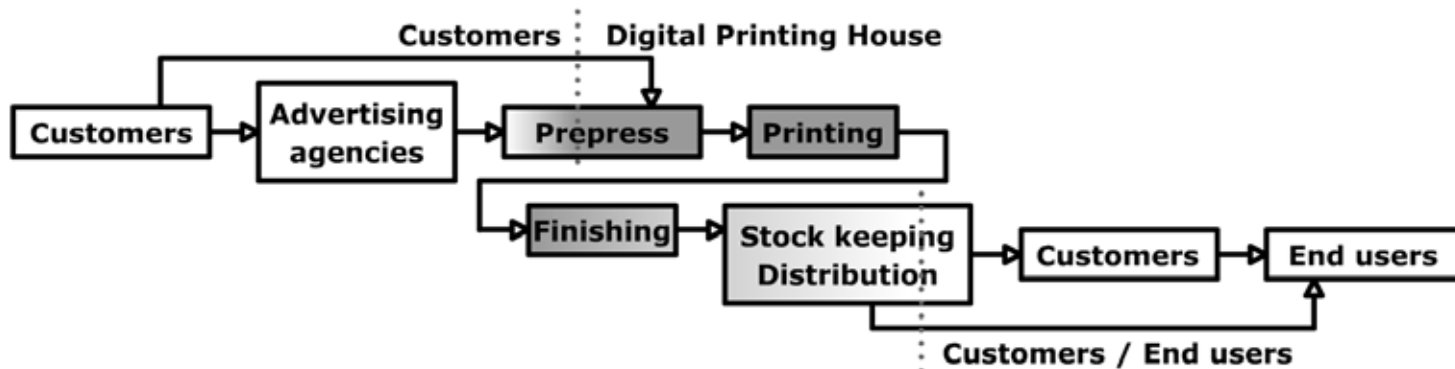 Customers Digital Printing House
Customers
Advertising
agencies
Prepress
Printing
Finishing
Stock keeping
Distribution
Customers
End users
Customers / End users